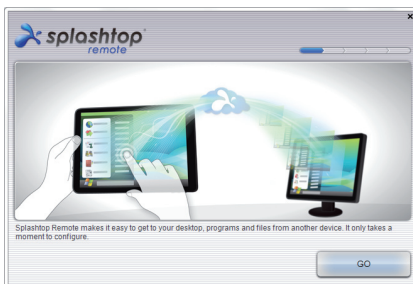 splashtop
remote
Splashtop Remote makes it easy to get to your desktop, programs and files from another device. It only takes a
moment to configure.
GO